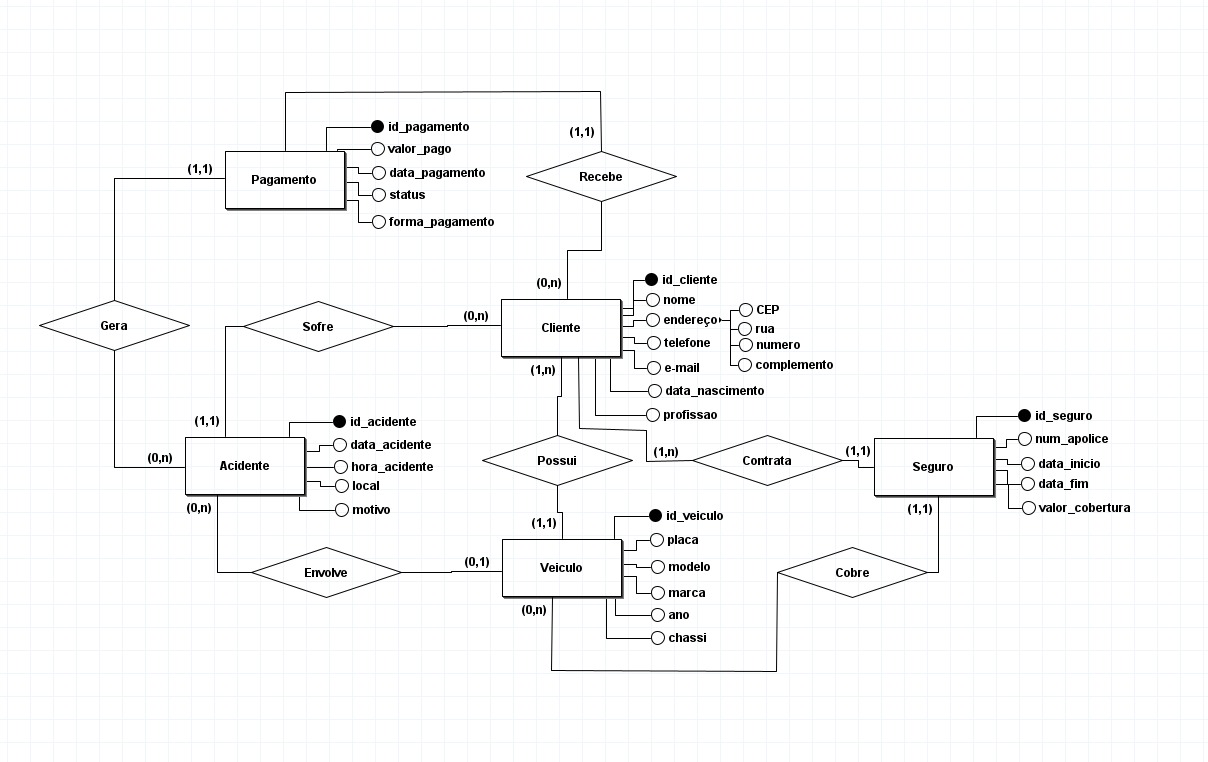 id_pagamento
valor_pago
data_pagamento
status
forma_pagamento
Pagamento
(1,1)
(1,1)
Recebe
(0,n)
id_cliente
nome
endereço
CEP
rua
numero
complemento
telefone
e-mail
data_nascimento
profissao
Cliente
Gera
Sofre
(0,n)
(1,n)
(1,1)
id_acidente
data_acidente
hora_acidente
local
motivo
Acidente
(0,n)
(0,n)
Possui
(1,n)
Contrata
(1,1)
id_seguro
num_apolice
data_inicio
data_fim
valor_cobertura
Seguro
(1,1)
(1,1)
id_veiculo
placa
modelo
marca
ano
chassi
Veiculo
Envolve
(0,1)
Cobre
(0,n)